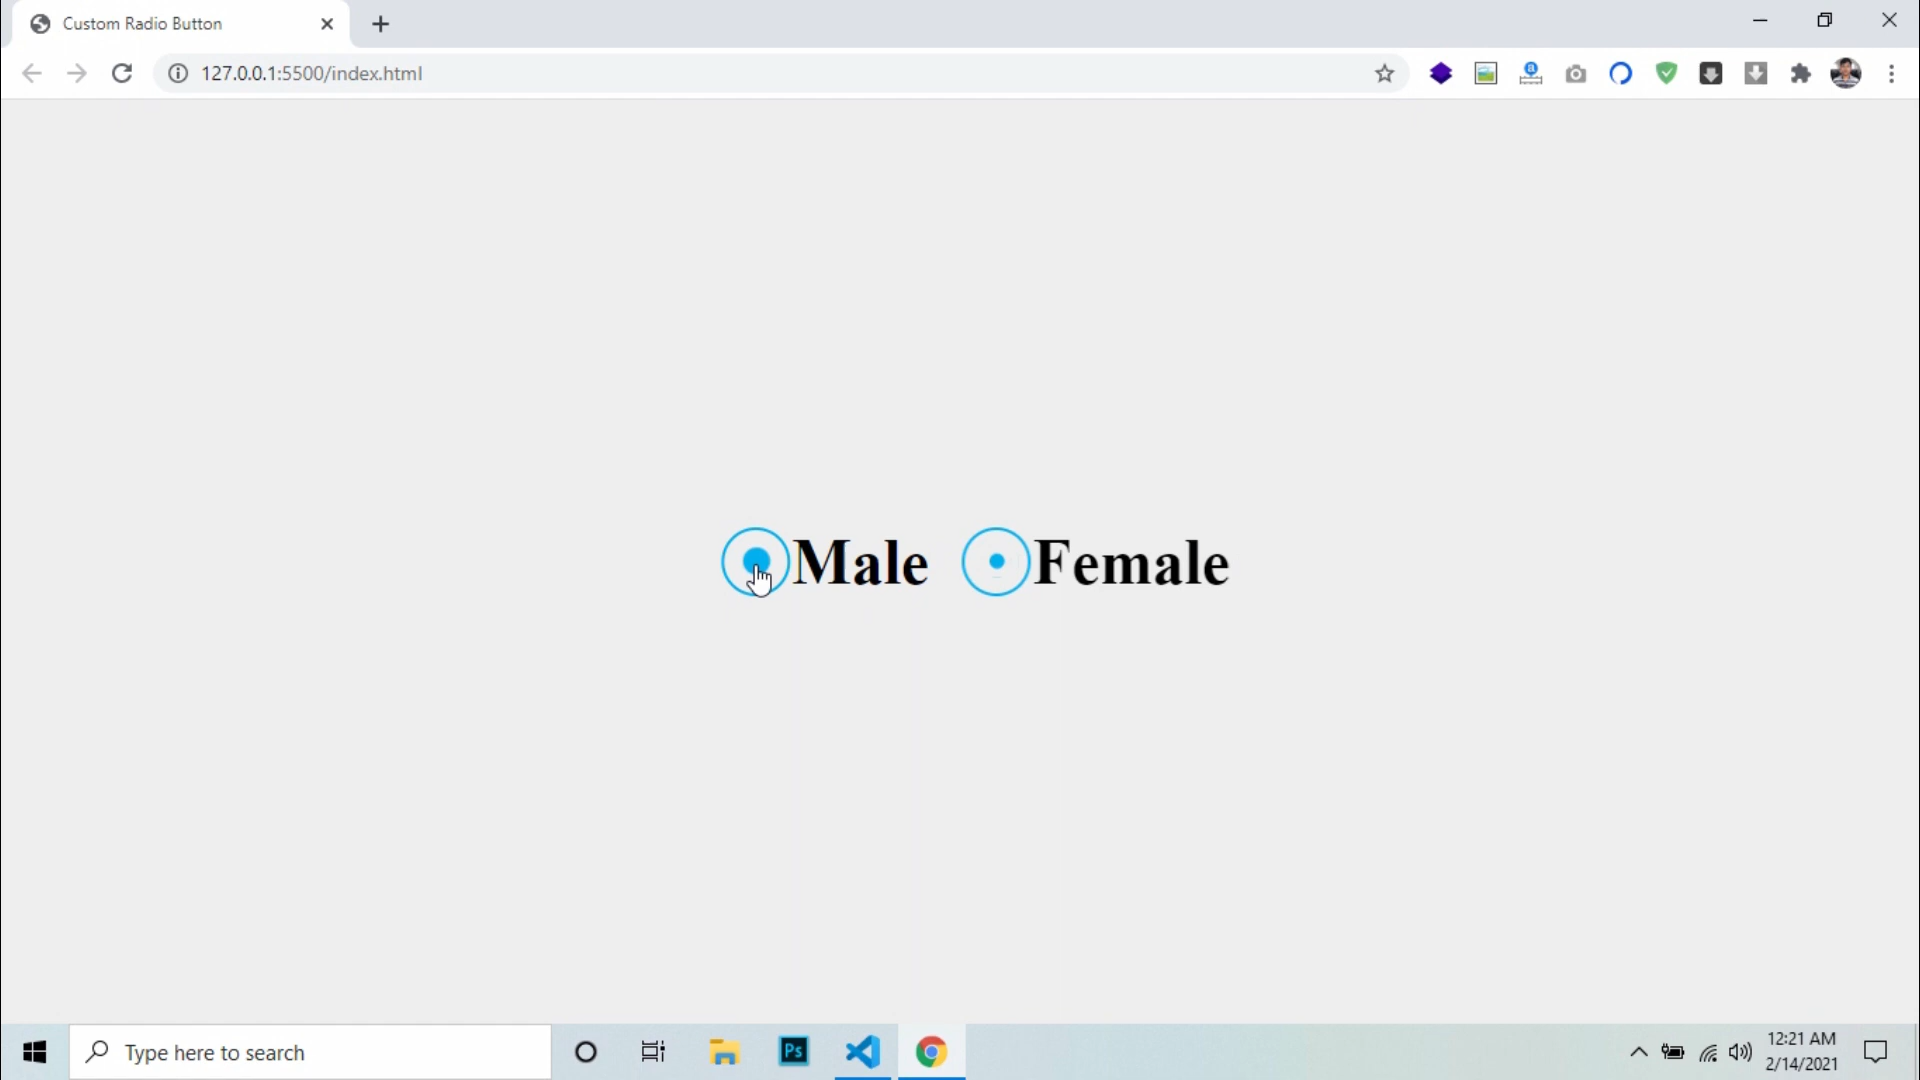 Custom Radio Button
127.0.0.1:5500/index.html
a
Male Female
Type here to search
Ps
12:21 AM
2/14/2021